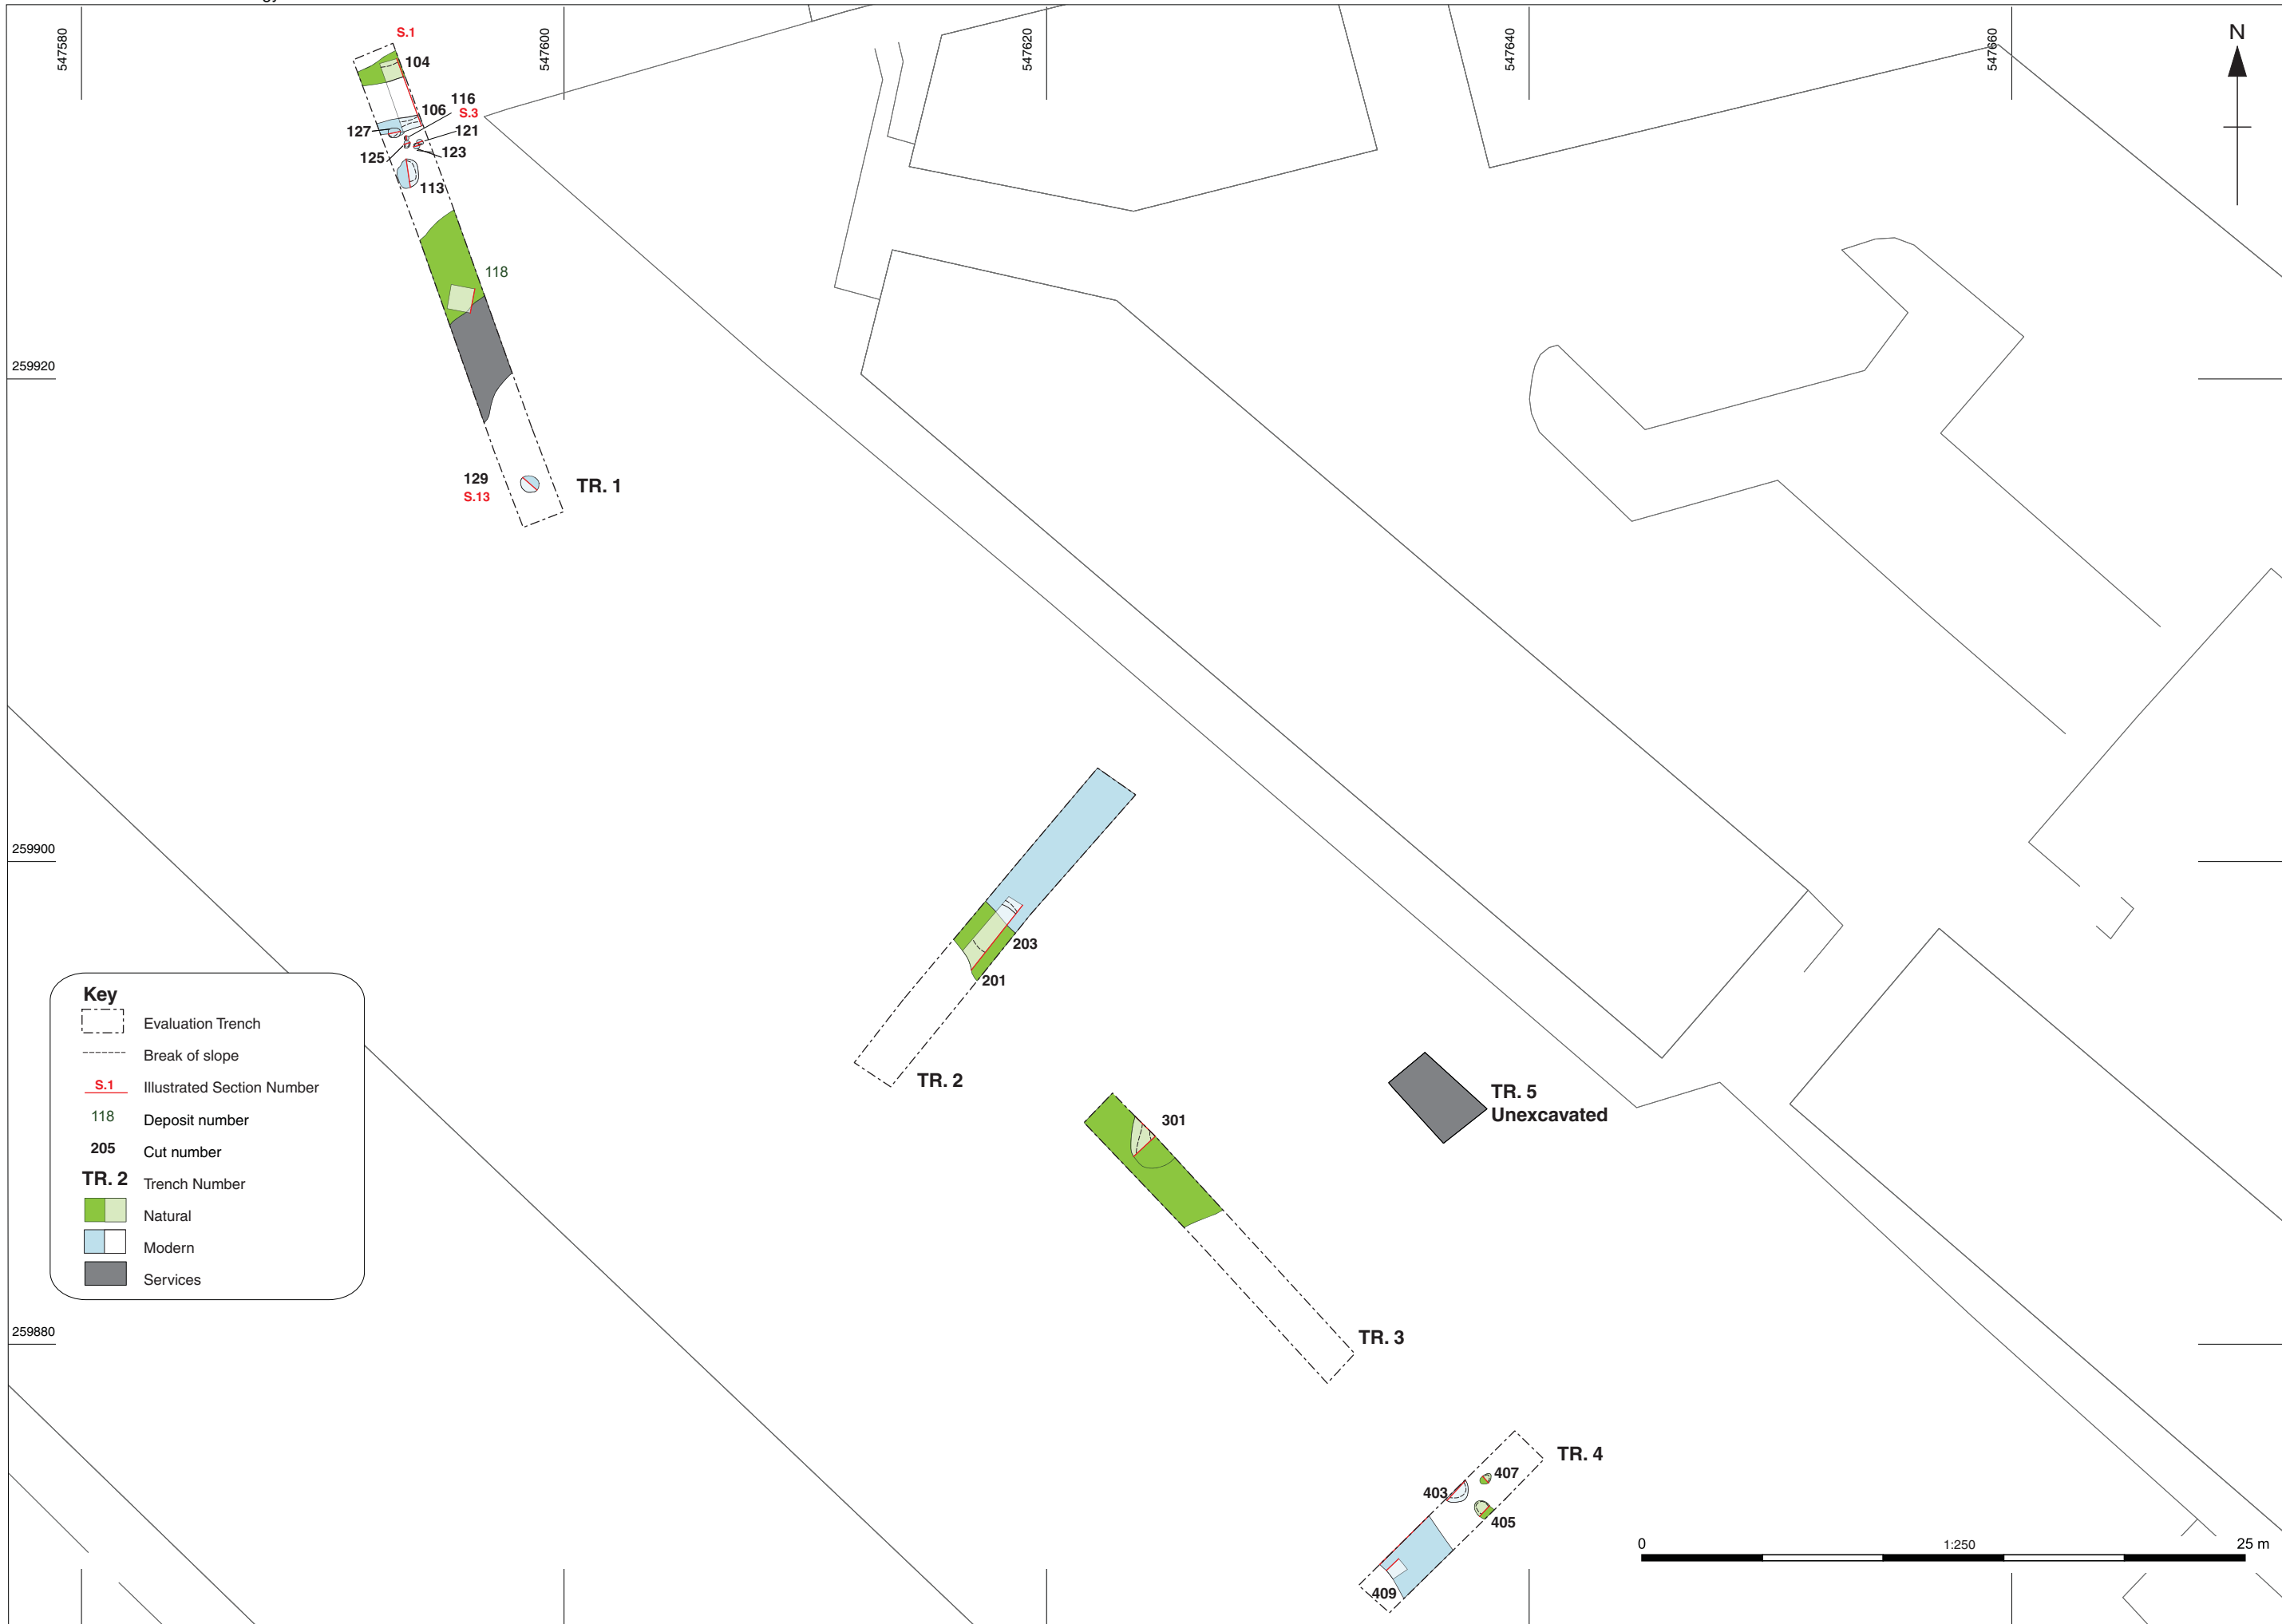 gy
547580
547600
547620
547640
547660
N
S.1
104
116
106
S.3
127
121
125
123
113
118
259920
129
S.13
TR. 1
259900
203
201
TR. 2
TR. 5
Unexcavated
301
Key
Evaluation Trench
Break of slope
S.1 Illustrated Section Number
118 Deposit number
205 Cut number
TR. 2 Trench Number
Natural
Modern
Services
259880
TR. 3
TR. 4
407
403
405
409
0 1:250 25 m